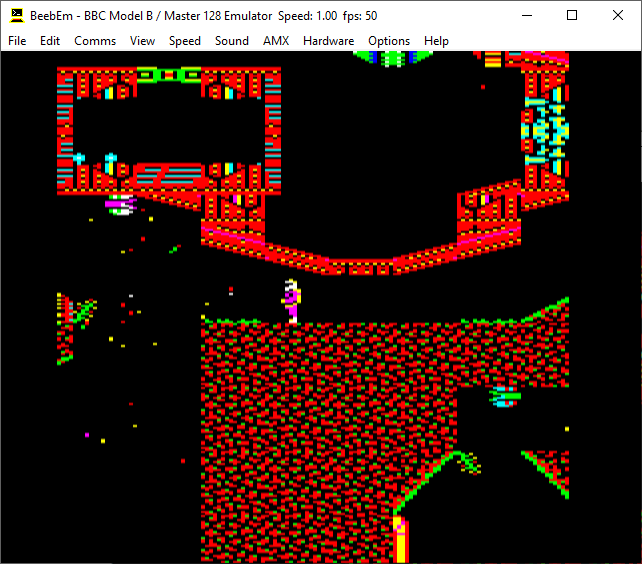 BeebEm - BBC Model B / Master 128 Emulator  Speed: 1.00  fps: 50
File Edit Comms View Speed Sound AMX Hardware Options Help